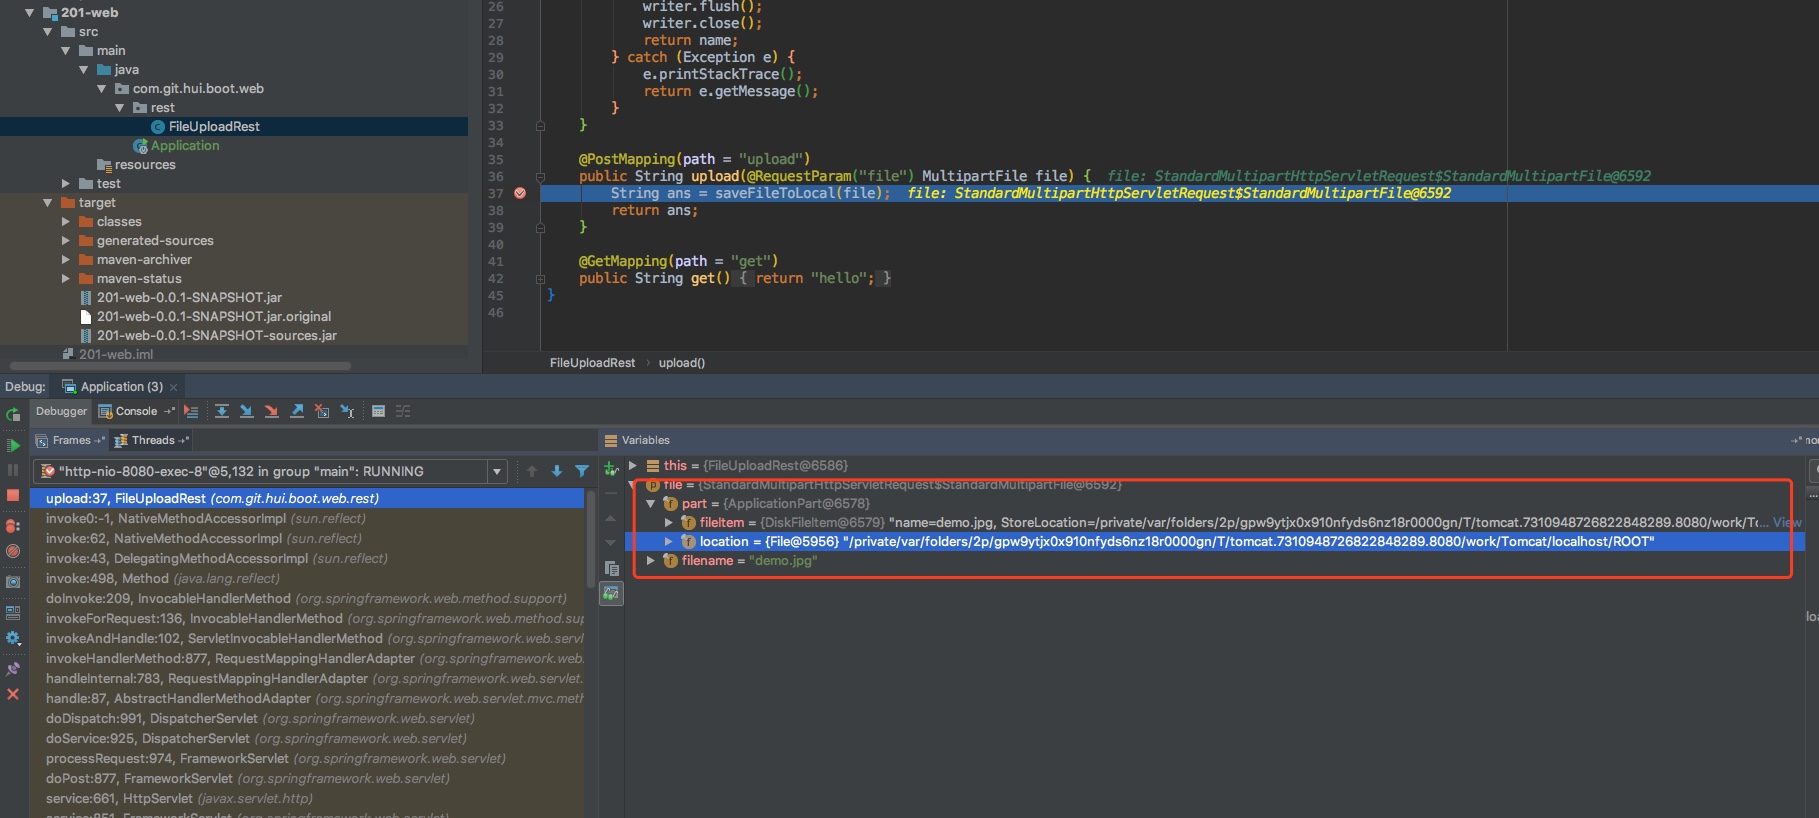 201-web
src
main
java
com.git.hui.boot.web
rest
FileUploadRest
Application
resources
test
target
classes
generated-sources
maven-archiver
maven-status
201-web-0.0.1-SNAPSHOT.jar
201-web-0.0.1-SNAPSHOT.jar.original
201-web-0.0.1-SNAPSHOT-sources.jar
201-web.iml
26 writer.flush();
27 writer.close();
28 return name;
29 } catch (Exception e) {
30 e.printStackTrace();
31 return e.getMessage();
32 }
33 }
34
35 @PostMapping(path = "upload")
36 public String upload(@RequestParam("file") MultipartFile file) { file: StandardMultipartHttpServletRequest$StandardMultipartFile@6592
37 String ans = saveFileToLocal(file); file: StandardMultipartHttpServletRequest$StandardMultipartFile@6592
38 return ans;
39 }
40
41 @GetMapping(path = "get")
42 public String get() { return "hello"; }
45 }
46
FileUploadRest › upload()
Debug: Application (3)
Debugger Console
Frames Threads
"http-nio-8080-exec-8"@5,132 in group "main": RUNNING
upload:37, FileUploadRest (com.git.hui.boot.web.rest)
invoke0:-1, NativeMethodAccessorImpl (sun.reflect)
invoke:62, NativeMethodAccessorImpl (sun.reflect)
invoke:43, DelegatingMethodAccessorImpl (sun.reflect)
invoke:498, Method (java.lang.reflect)
doInvoke:209, InvocableHandlerMethod (org.springframework.web.method.support)
invokeForRequest:136, InvocableHandlerMethod (org.springframework.web.method.sup
invokeAndHandle:102, ServletInvocableHandlerMethod (org.springframework.web.servl
invokeHandlerMethod:877, RequestMappingHandlerAdapter (org.springframework.web.
handleInternal:783, RequestMappingHandlerAdapter (org.springframework.web.servlet.
handle:87, AbstractHandlerMethodAdapter (org.springframework.web.servlet.mvc.meth
doDispatch:991, DispatcherServlet (org.springframework.web.servlet)
doService:925, DispatcherServlet (org.springframework.web.servlet)
processRequest:974, FrameworkServlet (org.springframework.web.servlet)
doPost:877, FrameworkServlet (org.springframework.web.servlet)
service:661, HttpServlet (javax.servlet.http)
service:851, FrameworkServlet (org.springframework.web.servlet)
Variables
this = {FileUploadRest@6586}
file = {StandardMultipartHttpServletRequest$StandardMultipartFile@6592}
part = {ApplicationPart@6578}
fileItem = {DiskFileItem@6579} "name=demo.jpg, StoreLocation=/private/var/folders/2p/gpw9ytjx0x910nfyds6nz18r0000gn/T/tomcat.7310948726822848289.8080/work/To... View
location = {File@5956} "/private/var/folders/2p/gpw9ytjx0x910nfyds6nz18r0000gn/T/tomcat.7310948726822848289.8080/work/Tomcat/localhost/ROOT"
filename = "demo.jpg"